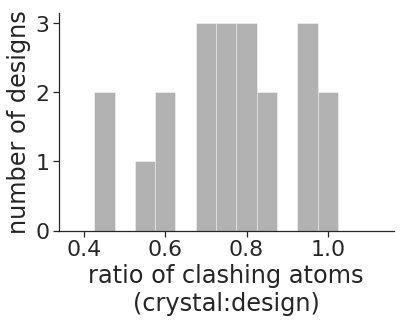 number of designs
3
2
1
0
0.4 0.6 0.8 1.0
ratio of clashing atoms
(crystal:design)